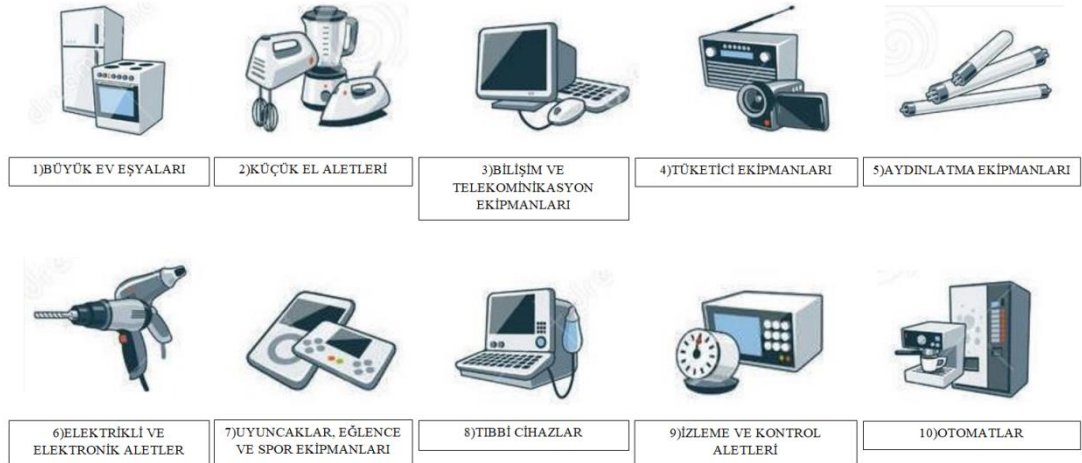 1)BÜYÜK EV EŞYALARI
2)KÜÇÜK EL ALETLERİ
3)BİLİŞİM VE
TELEKOMİNİKASYON
EKİPMANLARI
4)TÜKETİCİ EKİPMANLARI
5)AYDINLATMA EKİPMANLARI
6)ELEKTRİKLİ VE
ELEKTRONİK ALETLER
7)UYUNCAKLAR, EĞLENCE
VE SPOR EKİPMANLARI
8)TIBBİ CİHAZLAR
9)İZLEME VE KONTROL
ALETLERİ
10)OTOMATLAR